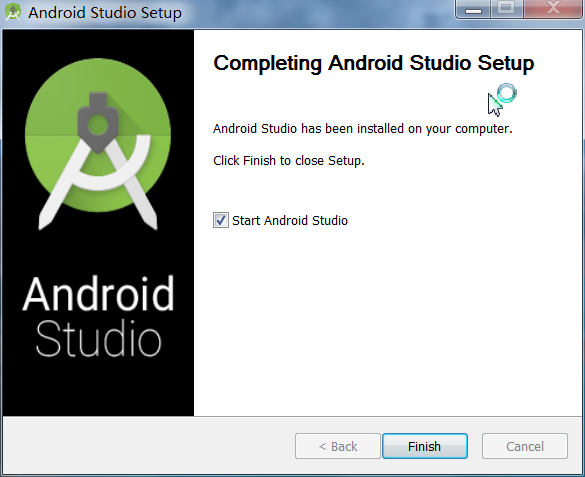 Android Studio Setup
Completing Android Studio Setup
Android Studio has been installed on your computer.
Click Finish to close Setup.
Start Android Studio
Android
Studio
< Back
Finish
Cancel